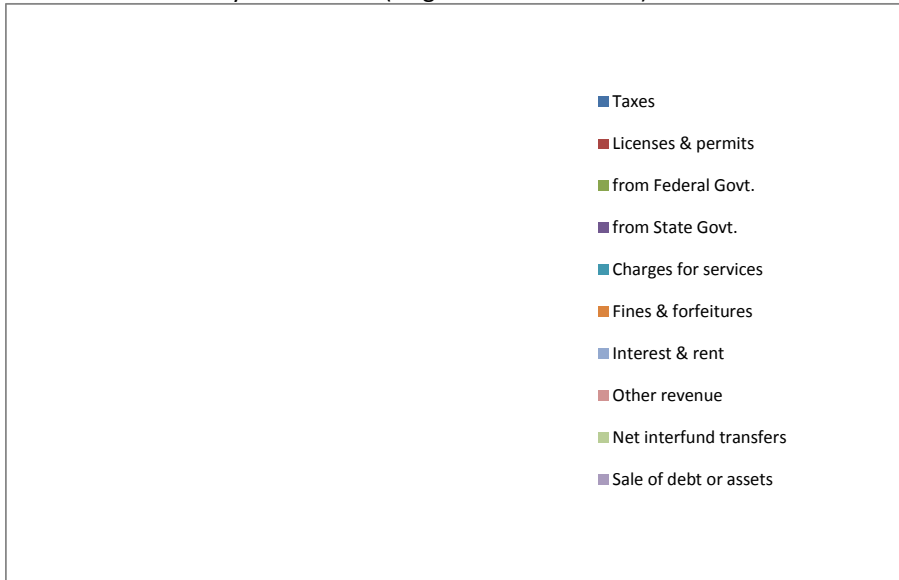 Taxes
Licenses & permits
from Federal Govt.
from State Govt.
Charges for services
Fines & forfeitures
Interest & rent
Other revenue
Net interfund transfers
Sale of debt or assets